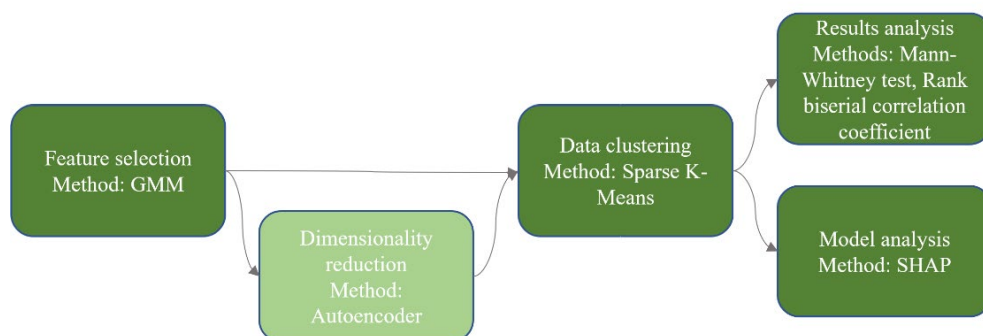 Feature selection
Method: GMM
Dimensionality
reduction
Method:
Autoencoder
Data clustering
Method: Sparse K-
Means
Results analysis
Methods: Mann-
Whitney test, Rank
biserial correlation
coefficient
Model analysis
Method: SHAP